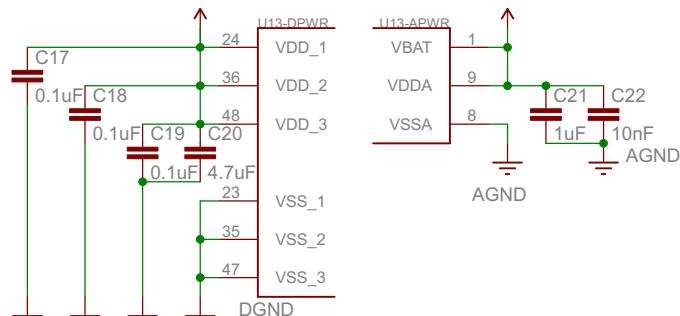 U13-DPWR
U13-APWR
24
VDD_1
VBAT
1
C17
0.1uF
36
VDD_2
VDDA
9
C18
0.1uF
C21
1uF
C22
10nF
48
VDD_3
VSSA
8
C19
0.1uF
C20
4.7uF
AGND
23
VSS_1
AGND
35
VSS_2
47
VSS_3
DGND